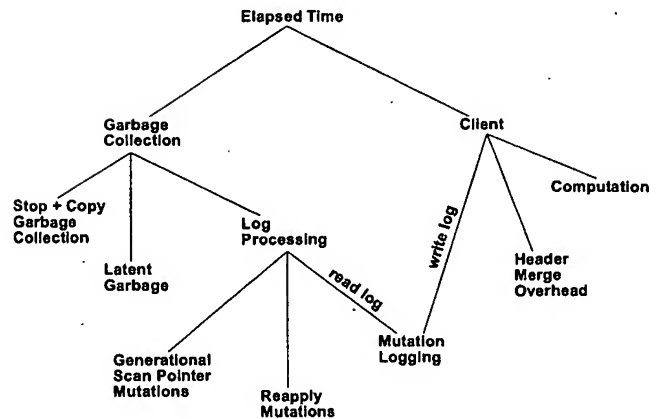 Elapsed Time
Garbage
Collection
Client
Stop + Copy
Garbage
Collection
Latent
Garbage
Log
Processing
write log
Computation
Header
Merge
Overhead
read log
Generational
Scan Pointer
Mutations
Reapply
Mutations
Mutation
Logging